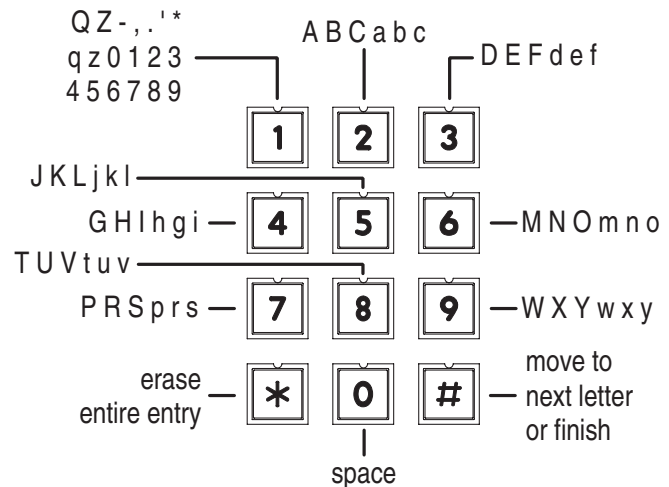 Q Z - , . ' *
q z 0 1 2 3
4 5 6 7 8 9
A B C a b c
D E F d e f
1
2
3
J K L j k l
G H I h g i
4
5
6
M N O m n o
T U V t u v
P R S p r s
7
8
9
W X Y w x y
erase
entire entry
*
0
#
move to
next letter
or finish
space